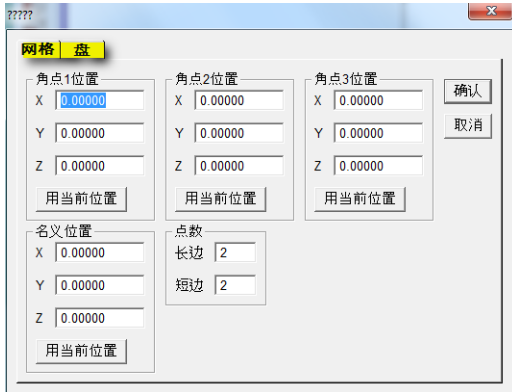 ?????
网格 盘
角点1位置 角点2位置 角点3位置
X 0.00000 X 0.00000 X 0.00000 确认
Y 0.00000 Y 0.00000 Y 0.00000 取消
Z 0.00000 Z 0.00000 Z 0.00000
用当前位置 用当前位置 用当前位置
名义位置 点数
X 0.00000 长边 2
Y 0.00000 短边 2
Z 0.00000
用当前位置